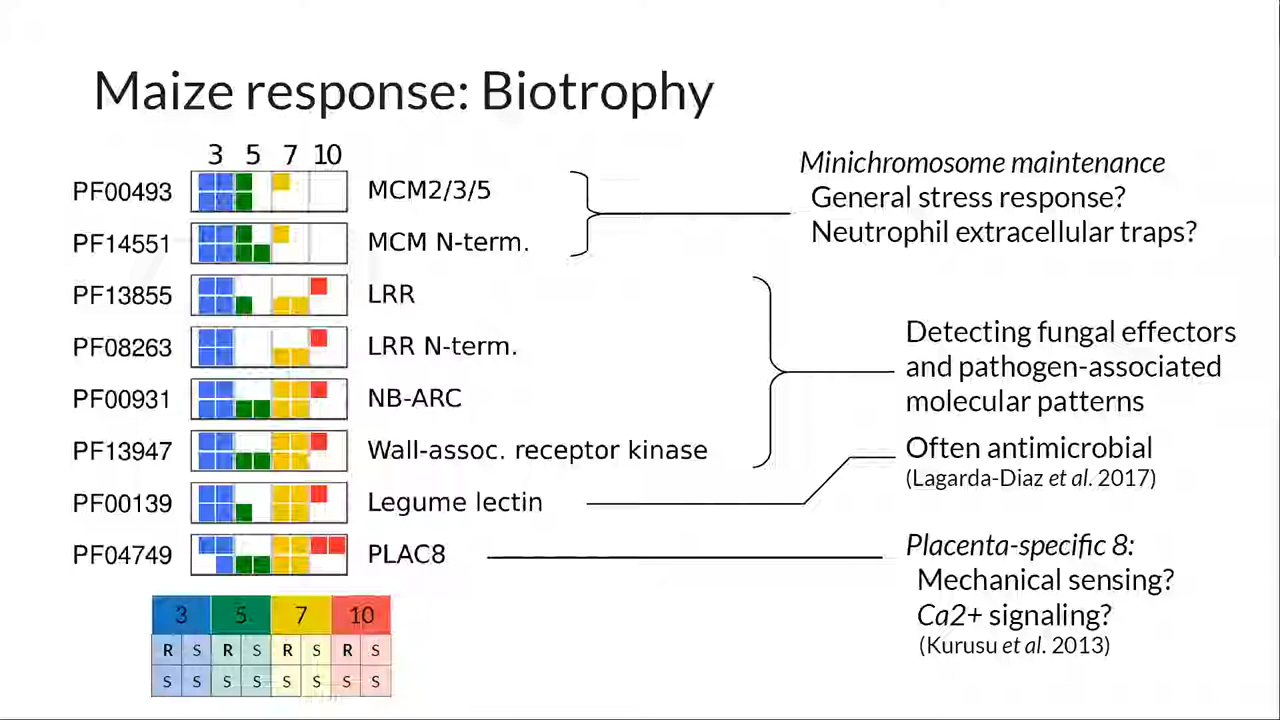 Maize response: Biotrophy
3 5 7 10
PF00493 MCM2/3/5
PF14551 MCM N-term.
PF13855 LRR
PF08263 LRR N-term.
PF00931 NB-ARC
PF13947 Wall-assoc. receptor kinase
PF00139 Legume lectin
PF04749 PLAC8
Minichromosome maintenance
General stress response?
Neutrophil extracellular traps?
Detecting fungal effectors
and pathogen-associated
molecular patterns
Often antimicrobial
(Lagarda-Diaz et al. 2017)
Placenta-specific 8:
Mechanical sensing?
Ca2+ signaling?
(Kurusu et al. 2013)
3 5 7 10
R S R S R S R S
S S S S S S S S